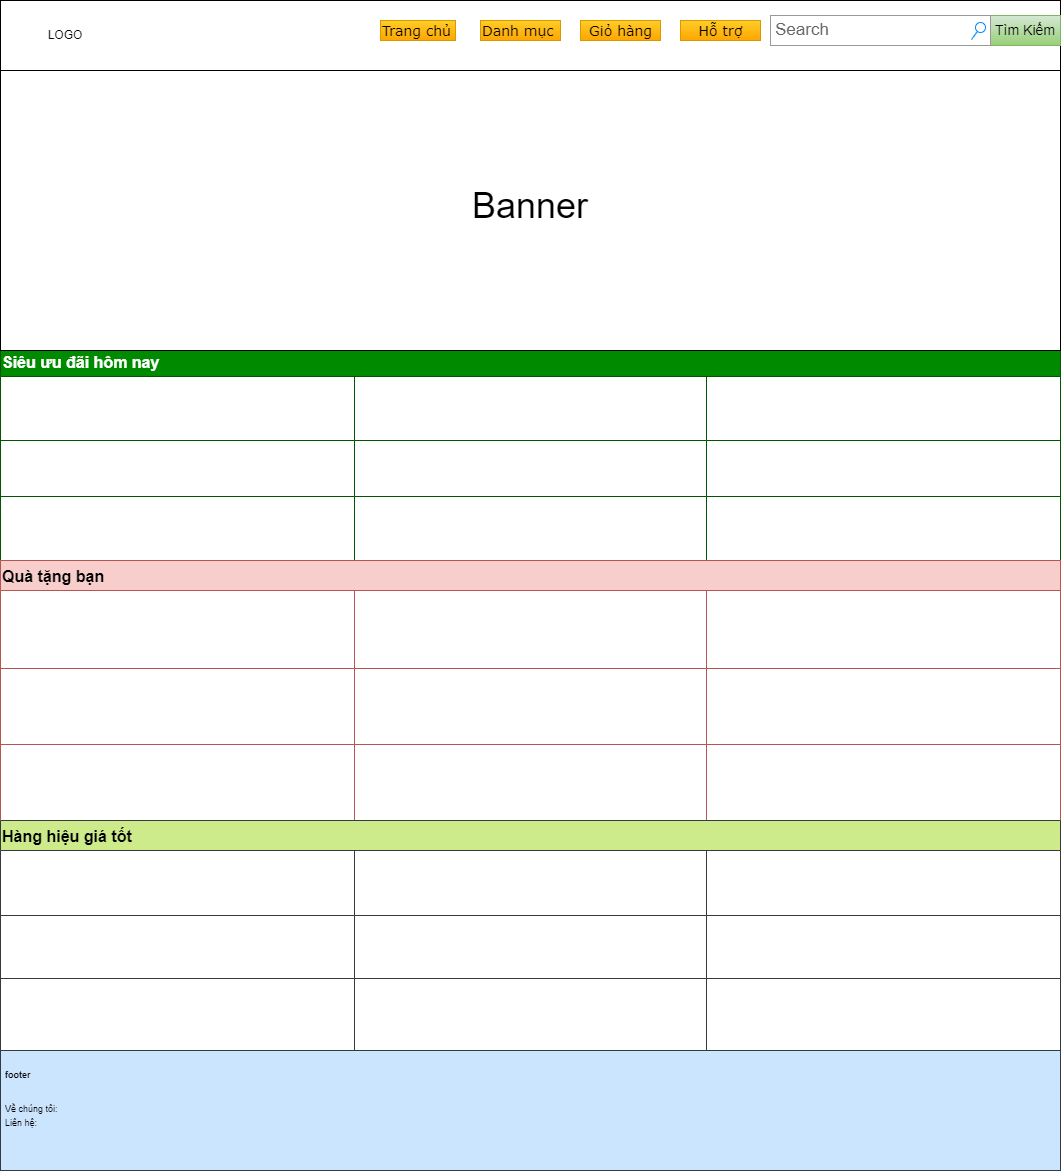 LOGO
Trang chủ
Danh mục
Giỏ hàng
Hỗ trợ
Search
Tìm Kiếm
Banner
Siêu ưu đãi hôm nay
Quà tặng bạn
Hàng hiệu giá tốt
footer
Về chúng tôi:
Liên hệ: